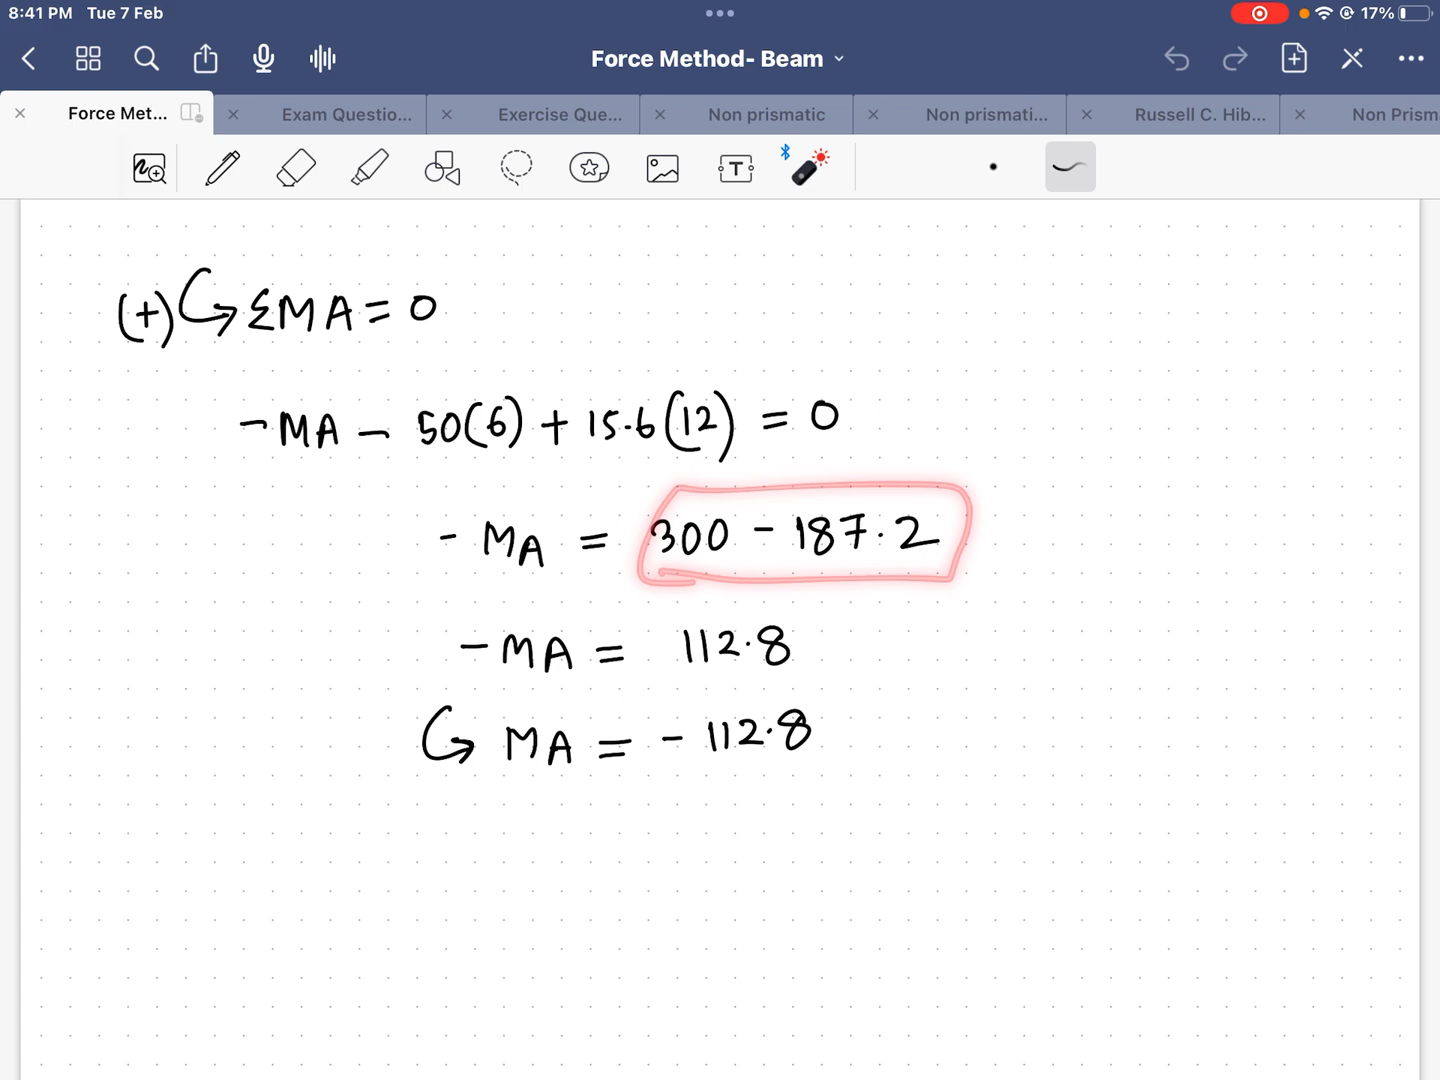 8:41 PM Tue 7 Feb
17%
Force Method- Beam
Force Met...
Exam Questio...
Exercise Que...
Non prismatic
Non prismati...
Russell C. Hib...
Non Prism
T
(+) ΣMA = 0
-MA - 50(6) + 15.6(12) = 0
- MA = 300 - 187.2
-MA = 112.8
MA = - 112.8